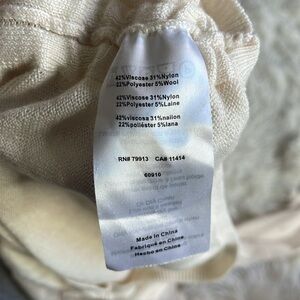 42%Viscose 31%Nylon
22%Polyester 5%Wool
42%Viscose 31%Nylon
22%Polyester 5%Laine
42%Viscose 31%nailon
22%poliéster 5%lana
RN# 79913 CA# 11414
60910
Made in China
Fabriqué en Chine
Hecho en China